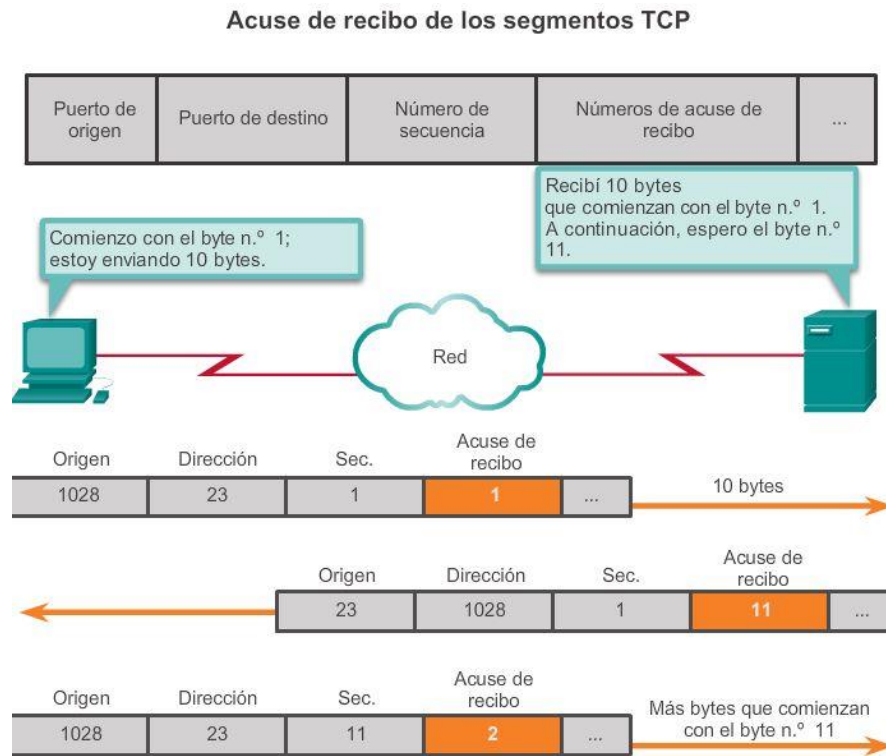 Acuse de recibo de los segmentos TCP
Puerto de
origen
Puerto de destino
Número de
secuencia
Números de acuse de
recibo
...
Comienzo con el byte n.º 1;
estoy enviando 10 bytes.
Recibí 10 bytes
que comienzan con el byte n.º 1.
A continuación, espero el byte n.º
11.
Red
Origen
Dirección
Sec.
Acuse de
recibo
1028
23
1
1
...
10 bytes
Origen
Dirección
Sec.
Acuse de
recibo
23
1028
1
11
...
Origen
Dirección
Sec.
Acuse de
recibo
1028
23
11
2
...
Más bytes que comienzan
con el byte n.º 11